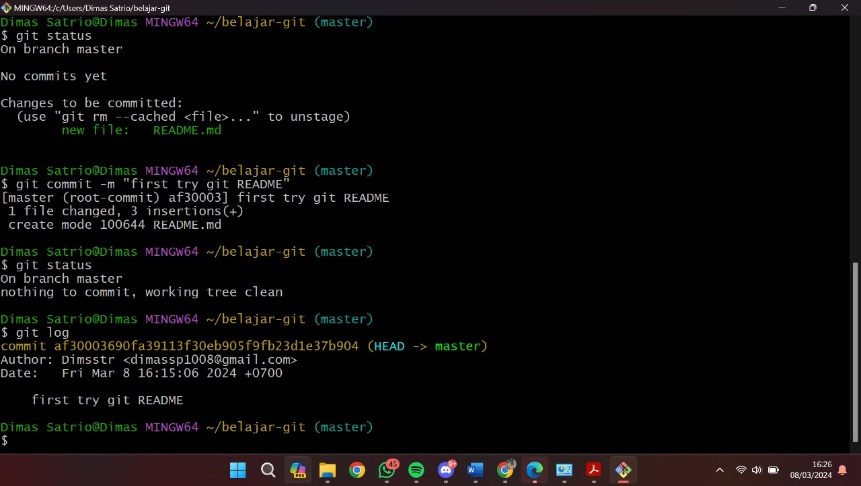 MINGW64:/c/Users/Dimas Satrio/belajar-git
Dimas Satrio@Dimas MINGW64 ~/belajar-git (master)
$ git status
On branch master
No commits yet
Changes to be committed:
(use "git rm --cached <file>..." to unstage)
new file: README.md
Dimas Satrio@Dimas MINGW64 ~/belajar-git (master)
$ git commit -m "first try git README"
[master (root-commit) af30003] first try git README
1 file changed, 3 insertions(+)
create mode 100644 README.md
Dimas Satrio@Dimas MINGW64 ~/belajar-git (master)
$ git status
On branch master
nothing to commit, working tree clean
Dimas Satrio@Dimas MINGW64 ~/belajar-git (master)
$ git log
commit af30003690fa39113f30eb905f9fb23d1e37b904 (HEAD -> master)
Author: Dimsstr <dimassp1008@gmail.com>
Date: Fri Mar 8 16:15:06 2024 +0700
first try git README
Dimas Satrio@Dimas MINGW64 ~/belajar-git (master)
$
45
9+
16:26
08/03/2024